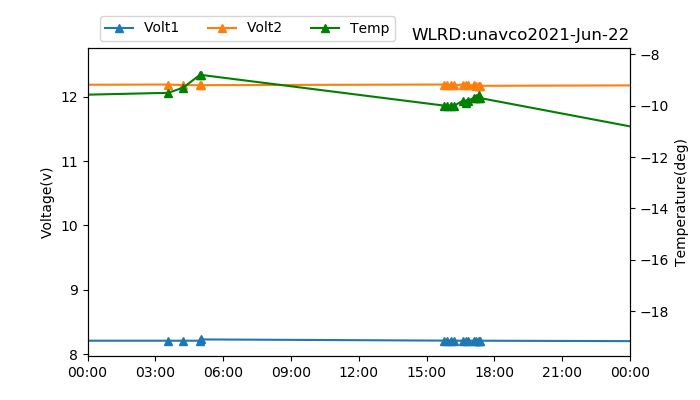 Volt1 Volt2 Temp
WLRD:unavco2021-Jun-22
Voltage(v)
12
11
10
9
8
−8
−10
−12
−14
−16
−18
Temperature(deg)
00:00 03:00 06:00 09:00 12:00 15:00 18:00 21:00 00:00